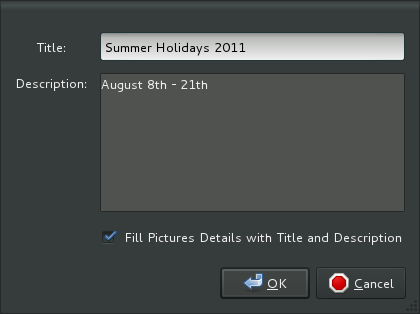 Title: Summer Holidays 2011
Description: August 8th - 21th
Fill Pictures Details with Title and Description
OK Cancel